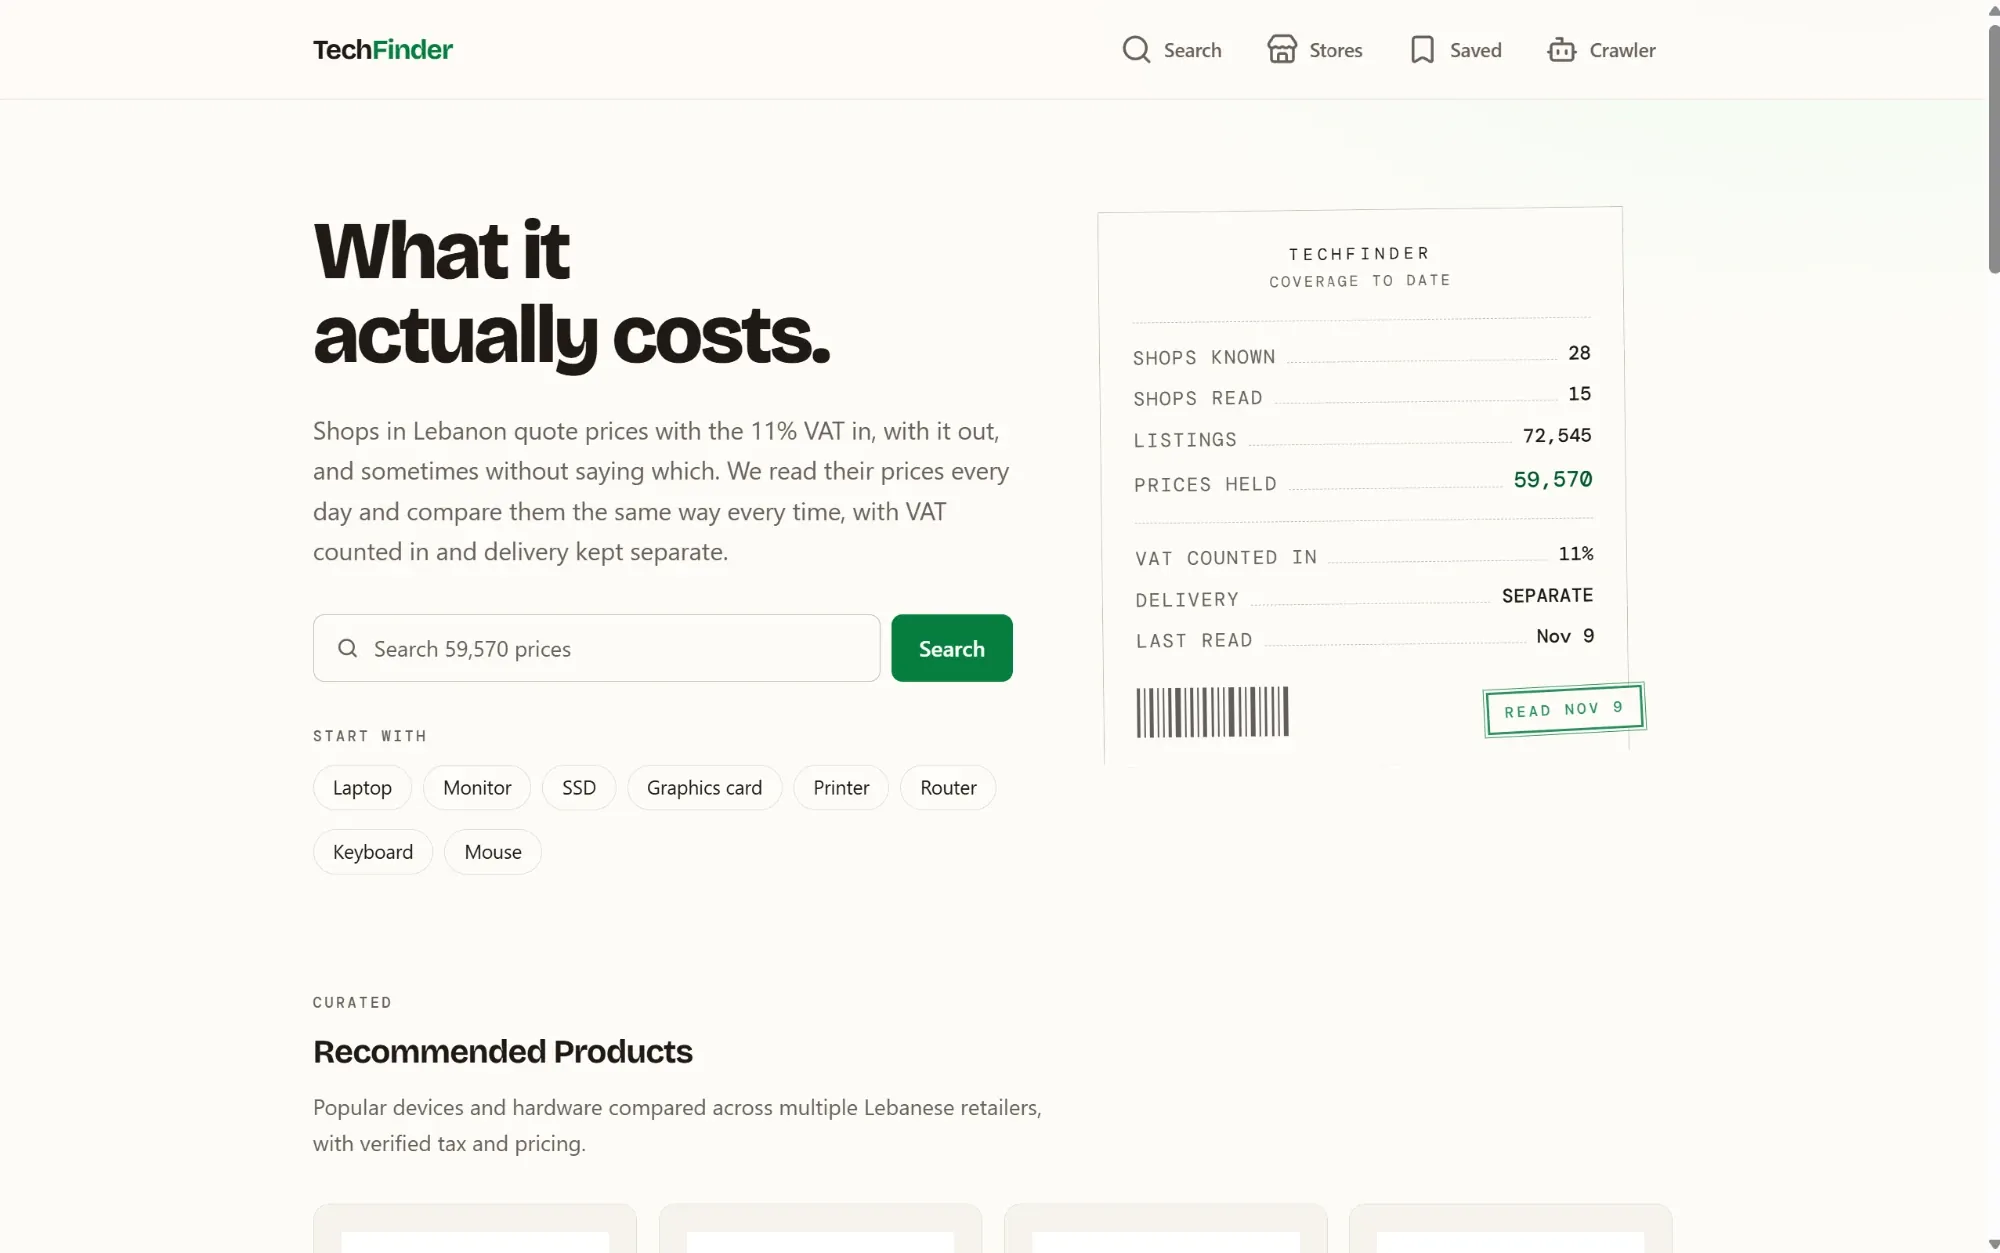 TechFinder
Search
Stores
Saved
Crawler
What it
actually costs.
Shops in Lebanon quote prices with the 11% VAT in, with it out,
and sometimes without saying which. We read their prices every
day and compare them the same way every time, with VAT
counted in and delivery kept separate.
Search 59,570 prices
Search
START WITH
Laptop
Monitor
SSD
Graphics card
Printer
Router
Keyboard
Mouse
TECHFINDER
COVERAGE TO DATE
SHOPS KNOWN 28
SHOPS READ 15
LISTINGS 72,545
PRICES HELD 59,570
VAT COUNTED IN 11%
DELIVERY SEPARATE
LAST READ Nov 9
READ NOV 9
CURATED
Recommended Products
Popular devices and hardware compared across multiple Lebanese retailers,
with verified tax and pricing.